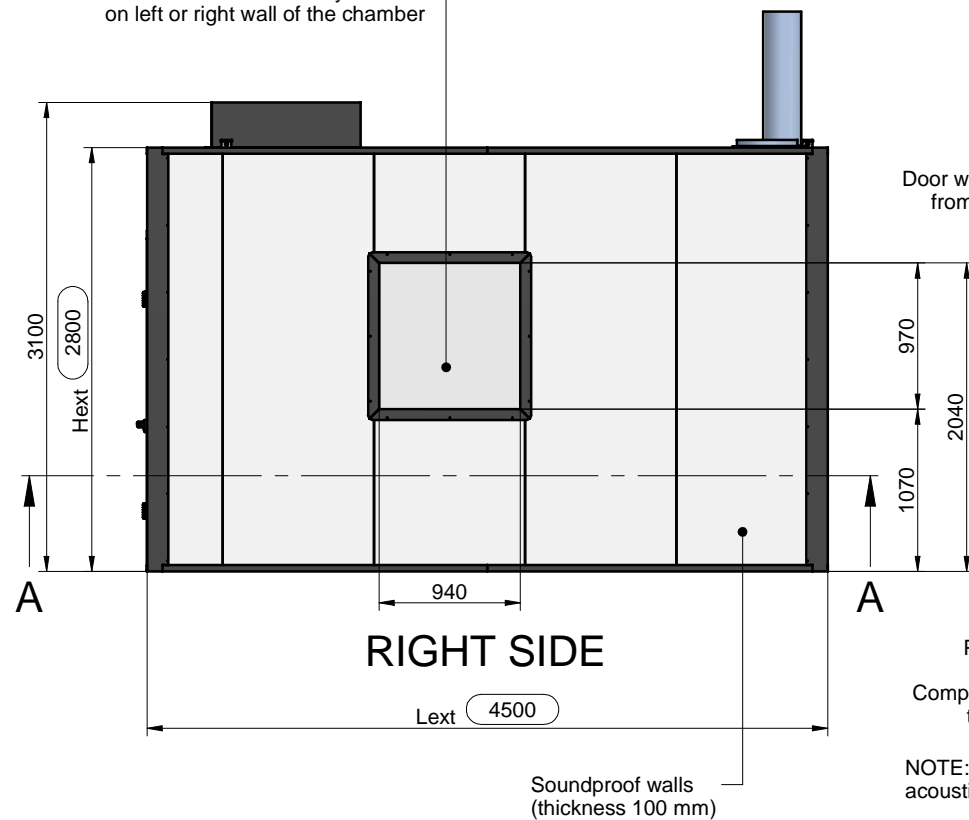 on left or right wall of the chamber
Door w
from
3100
2800
Hext
970
2040
1070
A
A
940
RIGHT SIDE
Lext 4500
Comp
NOTE:
acousti
Soundproof walls
(thickness 100 mm)